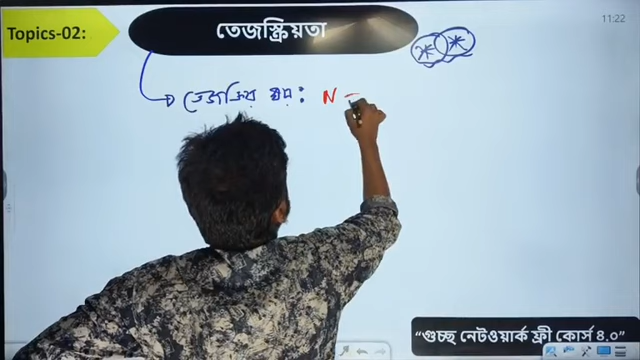 Topics-02:
তেজস্ক্রিয়তা
11:22
তেজস্ক্রিয় ক্ষয়: N
"গুচ্ছ নেটওয়ার্ক ফ্রী কোর্স ৪.০"